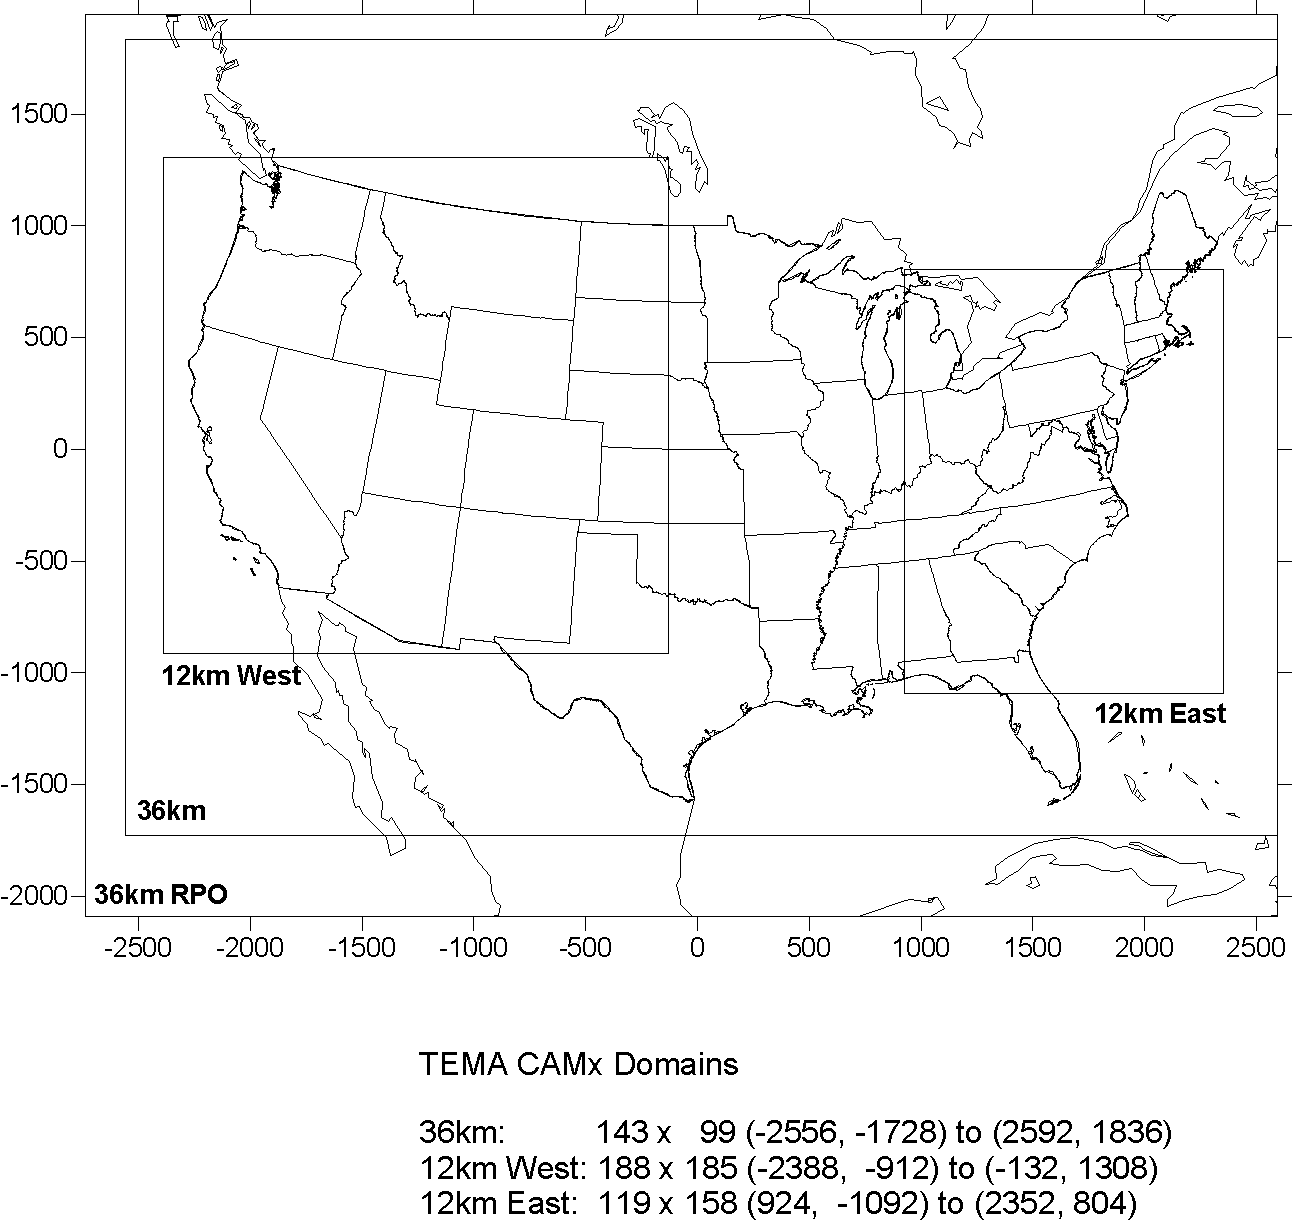 1500
1000
500
0
-500
-1000
-1500
-2000
12km West
12km East
36km
36km RPO
-2500 -2000 -1500 -1000 -500 0 500 1000 1500 2000 2500
TEMA CAMx Domains
36km: 143 x 99 (-2556, -1728) to (2592, 1836)
12km West: 188 x 185 (-2388, -912) to (-132, 1308)
12km East: 119 x 158 (924, -1092) to (2352, 804)